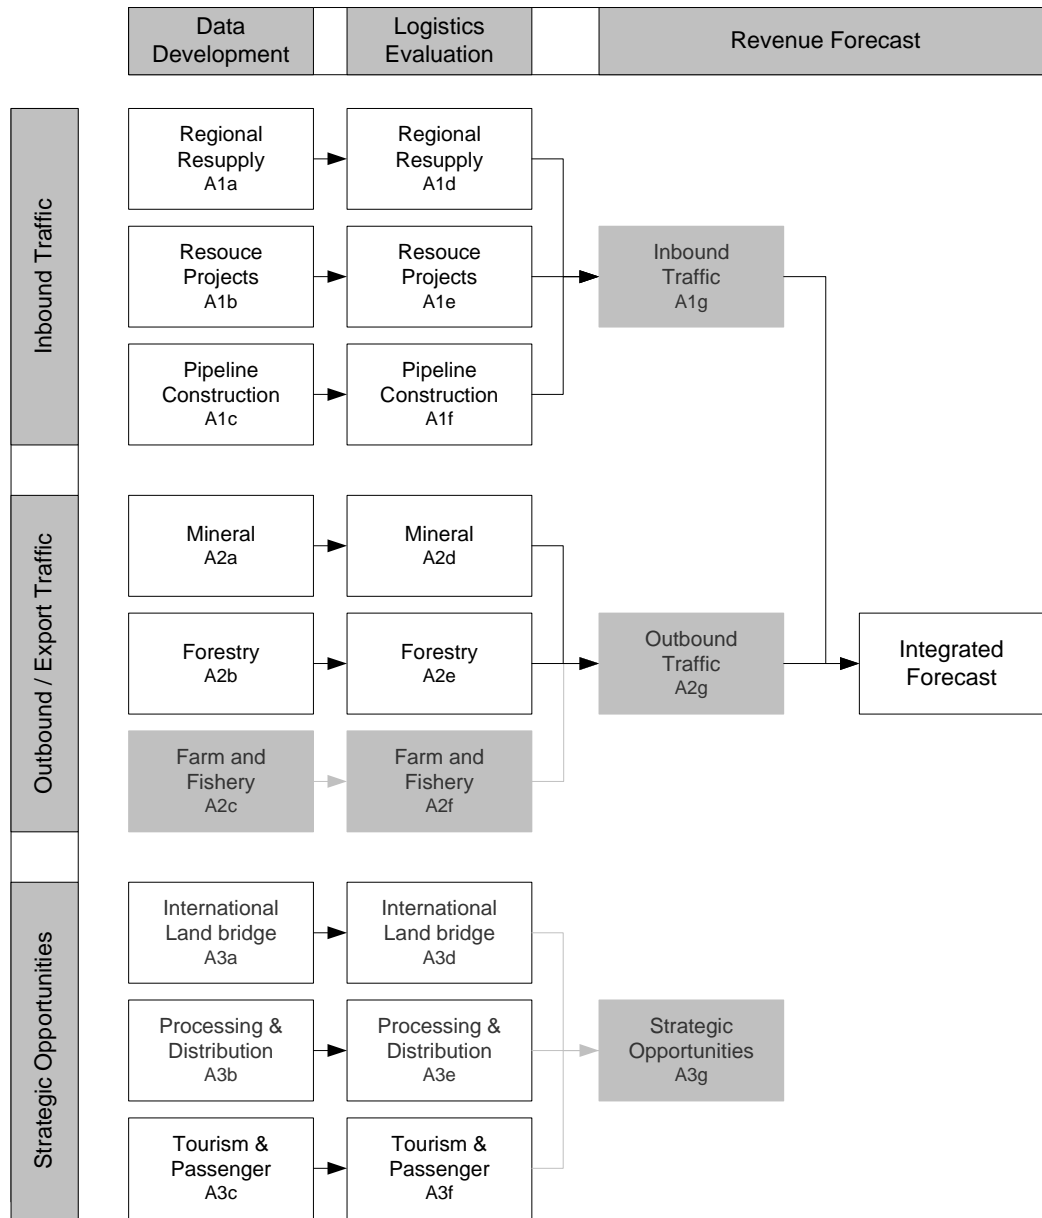 Data
Development
Logistics
Evaluation
Revenue Forecast
Inbound Traffic
Regional
Resupply
A1a
Regional
Resupply
A1d
Resouce
Projects
A1b
Resouce
Projects
A1e
Inbound
Traffic
A1g
Pipeline
Construction
A1c
Pipeline
Construction
A1f
Outbound / Export Traffic
Mineral
A2a
Mineral
A2d
Forestry
A2b
Forestry
A2e
Outbound
Traffic
A2g
Integrated
Forecast
Farm and
Fishery
A2c
Farm and
Fishery
A2f
Strategic Opportunities
International
Land bridge
A3a
International
Land bridge
A3d
Processing &
Distribution
A3b
Processing &
Distribution
A3e
Strategic
Opportunities
A3g
Tourism &
Passenger
A3c
Tourism &
Passenger
A3f